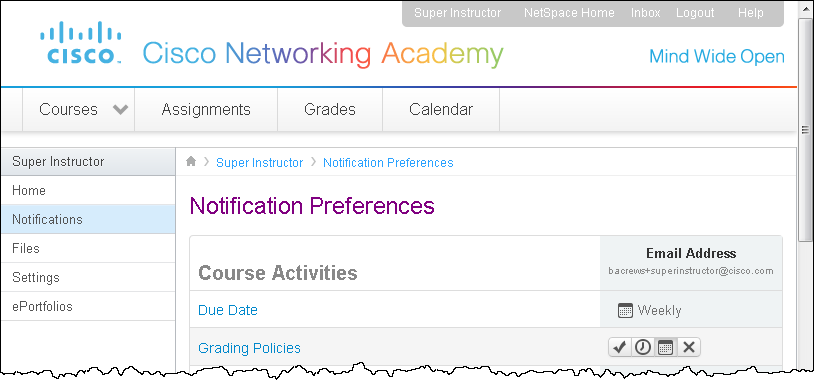 Super Instructor NetSpace Home Inbox Logout Help
CISCO Cisco Networking Academy Mind Wide Open
Courses Assignments Grades Calendar
Super Instructor
Home
Notifications
Files
Settings
ePortfolios
Super Instructor Notification Preferences
Notification Preferences
Course Activities
Email Address
bacrews+superinstructor@cisco.com
Due Date Weekly
Grading Policies